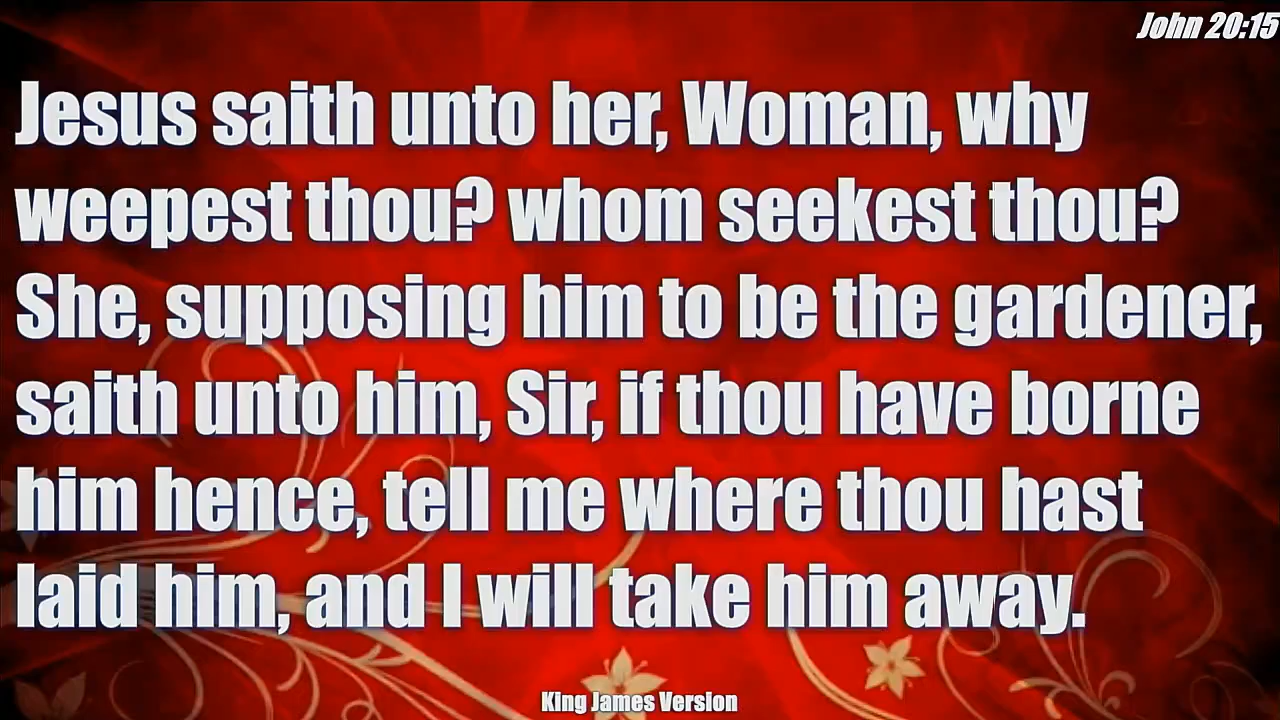 John 20:15
Jesus saith unto her, Woman, why
weepest thou? whom seekest thou?
She, supposing him to be the gardener,
saith unto him, Sir, if thou have borne
him hence, tell me where thou hast
laid him, and I will take him away.
King James Version